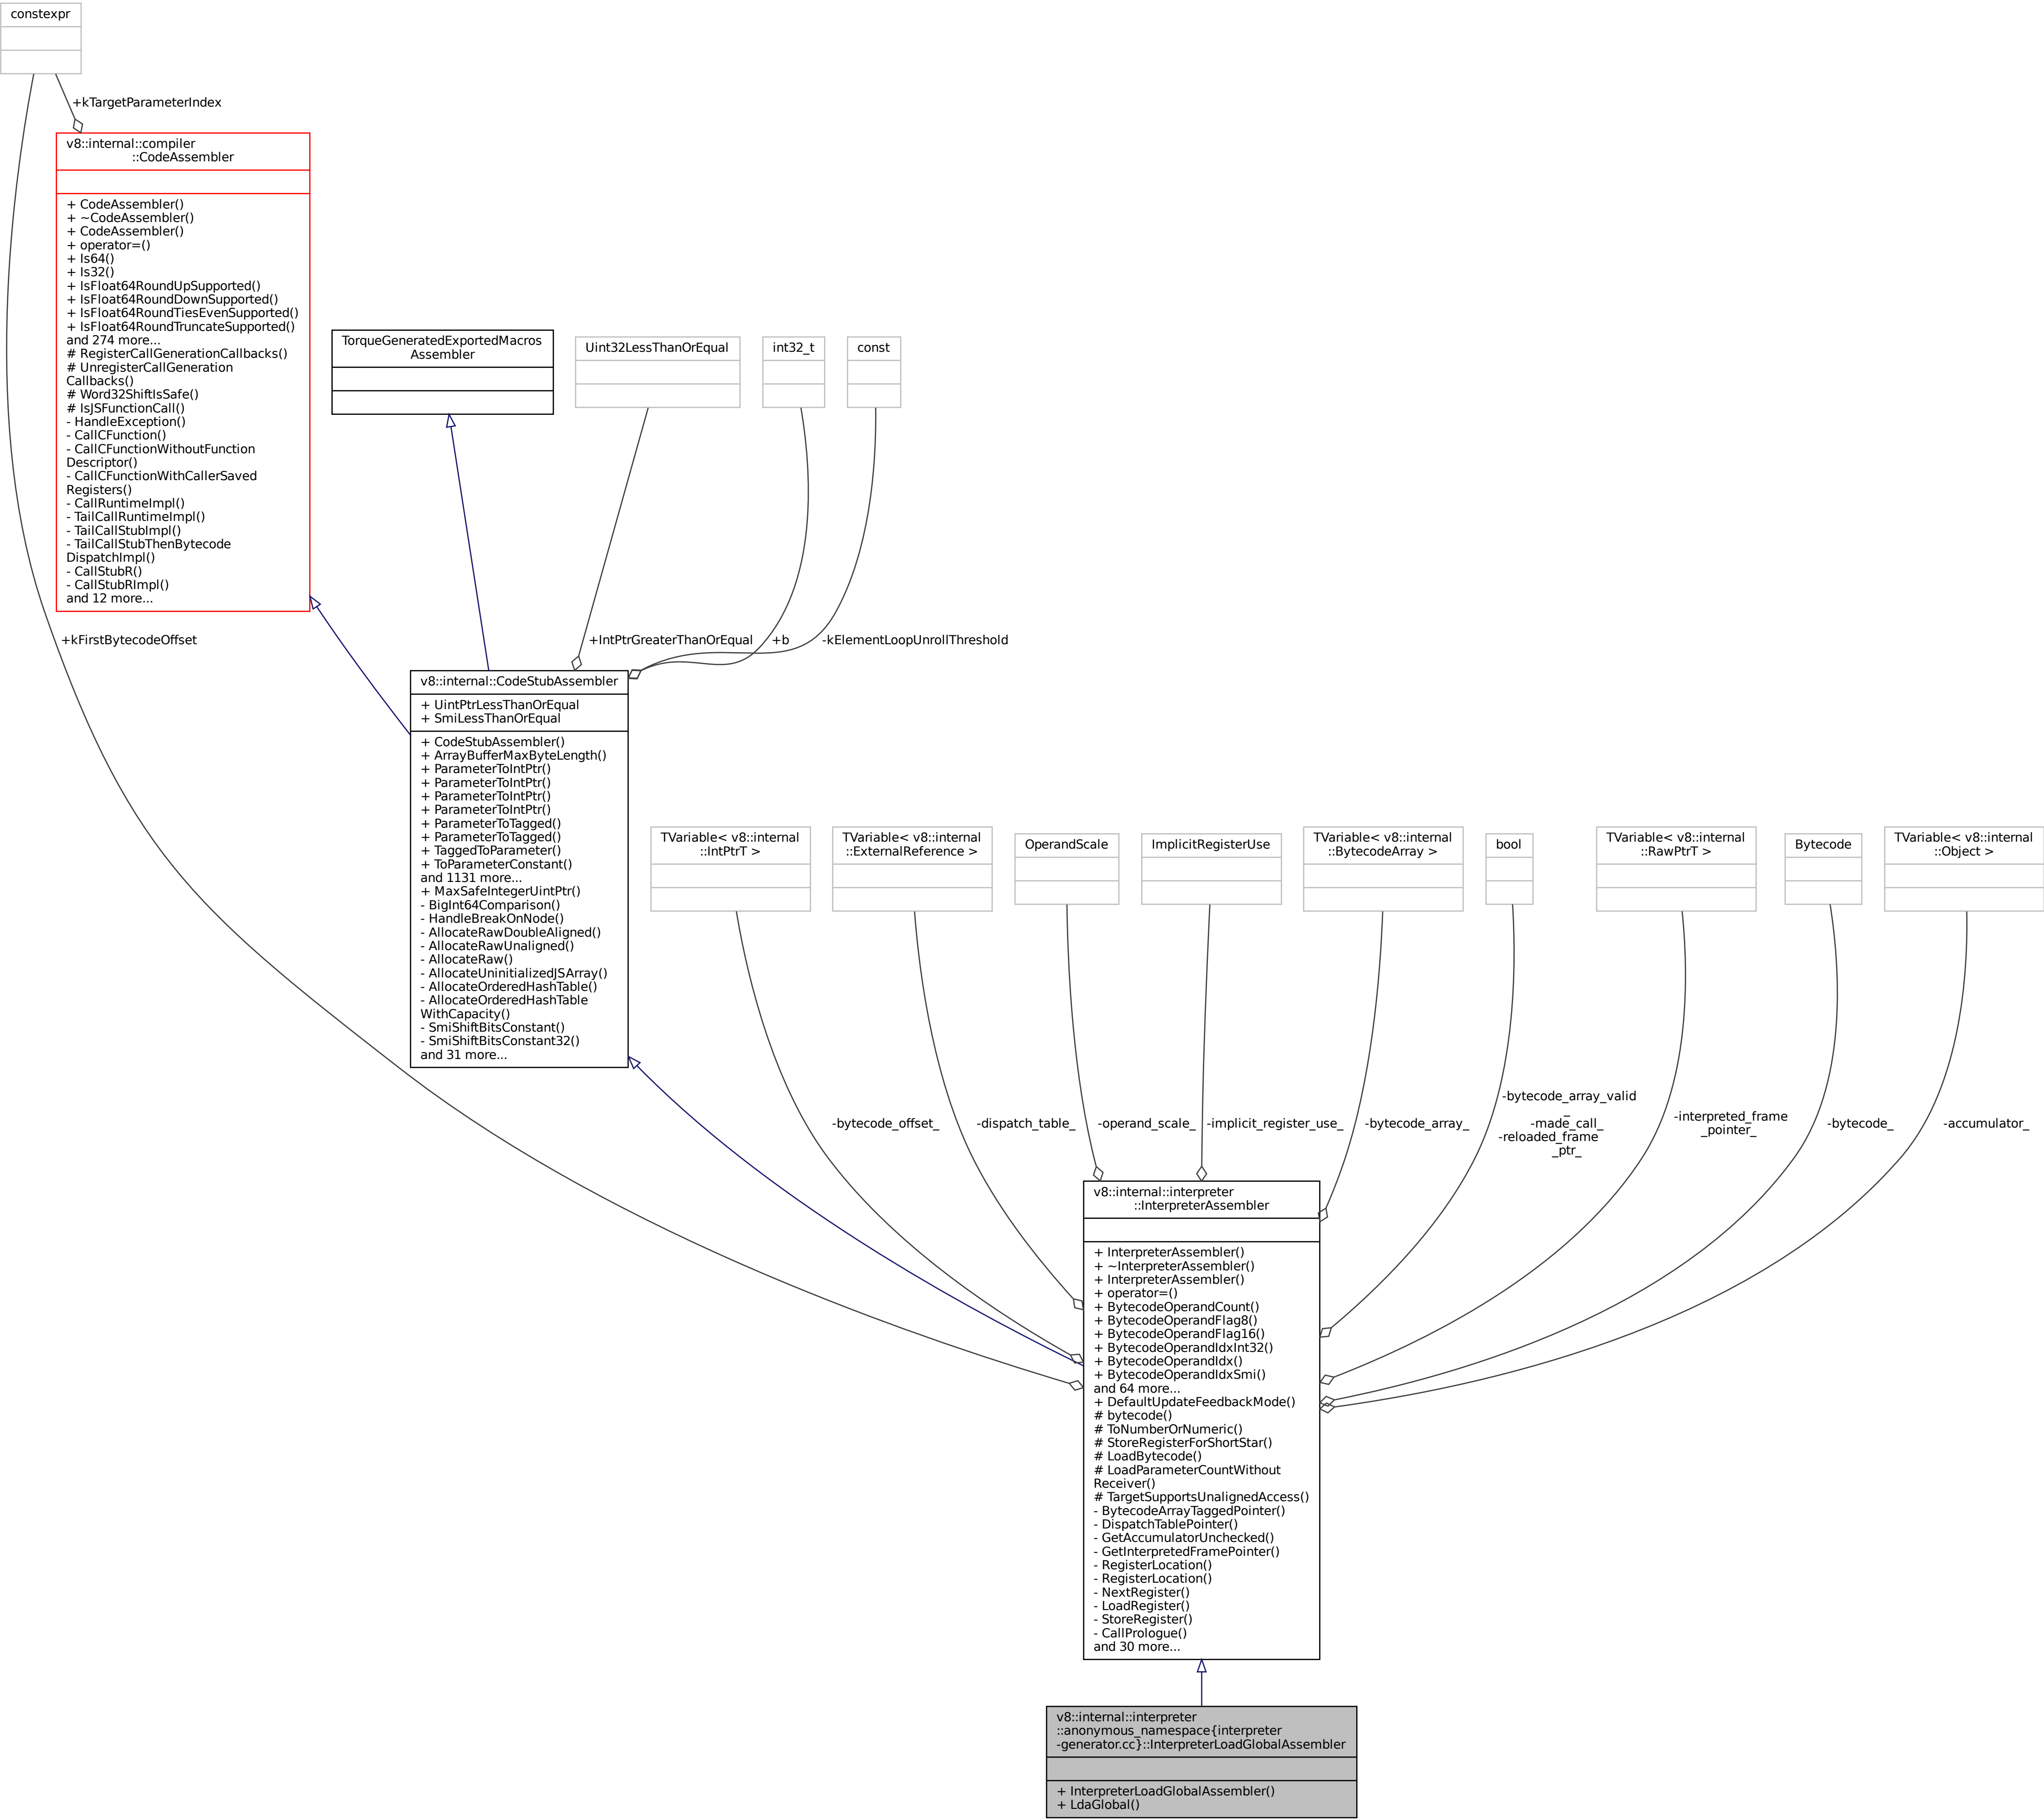 constexpr
+kTargetParameterIndex
v8::internal::compiler
::CodeAssembler
+ CodeAssembler()
+ ~CodeAssembler()
+ CodeAssembler()
+ operator=()
+ Is64()
+ Is32()
+ IsFloat64RoundUpSupported()
+ IsFloat64RoundDownSupported()
+ IsFloat64RoundTiesEvenSupported()
+ IsFloat64RoundTruncateSupported()
and 274 more...
# RegisterCallGenerationCallbacks()
# UnregisterCallGeneration
Callbacks()
# Word32ShiftIsSafe()
# IsJSFunctionCall()
- HandleException()
- CallCFunction()
- CallCFunctionWithoutFunction
Descriptor()
- CallCFunctionWithCallerSaved
Registers()
- CallRuntimeImpl()
- TailCallRuntimeImpl()
- TailCallStubImpl()
- TailCallStubThenBytecode
DispatchImpl()
- CallStubR()
- CallStubRImpl()
and 12 more...
TorqueGeneratedExportedMacros
Assembler
Uint32LessThanOrEqual
int32_t
const
+kFirstBytecodeOffset
+IntPtrGreaterThanOrEqual
+b
-kElementLoopUnrollThreshold
v8::internal::CodeStubAssembler
+ UintPtrLessThanOrEqual
+ SmiLessThanOrEqual
+ CodeStubAssembler()
+ ArrayBufferMaxByteLength()
+ ParameterToIntPtr()
+ ParameterToIntPtr()
+ ParameterToIntPtr()
+ ParameterToIntPtr()
+ ParameterToTagged()
+ ParameterToTagged()
+ TaggedToParameter()
+ ToParameterConstant()
and 1131 more...
+ MaxSafeIntegerUintPtr()
- BigInt64Comparison()
- HandleBreakOnNode()
- AllocateRawDoubleAligned()
- AllocateRawUnaligned()
- AllocateRaw()
- AllocateUninitializedJSArray()
- AllocateOrderedHashTable()
- AllocateOrderedHashTable
WithCapacity()
- SmiShiftBitsConstant()
- SmiShiftBitsConstant32()
and 31 more...
TVariable< v8::internal
::IntPtrT >
TVariable< v8::internal
::ExternalReference >
OperandScale
ImplicitRegisterUse
TVariable< v8::internal
::BytecodeArray >
bool
TVariable< v8::internal
::RawPtrT >
Bytecode
TVariable< v8::internal
::Object >
-bytecode_offset_
-dispatch_table_
-operand_scale_
-implicit_register_use_
-bytecode_array_
-bytecode_array_valid
_
-made_call_
-reloaded_frame
_ptr_
-interpreted_frame
_pointer_
-bytecode_
-accumulator_
v8::internal::interpreter
::InterpreterAssembler
+ InterpreterAssembler()
+ ~InterpreterAssembler()
+ InterpreterAssembler()
+ operator=()
+ BytecodeOperandCount()
+ BytecodeOperandFlag8()
+ BytecodeOperandFlag16()
+ BytecodeOperandIdxInt32()
+ BytecodeOperandIdx()
+ BytecodeOperandIdxSmi()
and 64 more...
+ DefaultUpdateFeedbackMode()
# bytecode()
# ToNumberOrNumeric()
# StoreRegisterForShortStar()
# LoadBytecode()
# LoadParameterCountWithout
Receiver()
# TargetSupportsUnalignedAccess()
- BytecodeArrayTaggedPointer()
- DispatchTablePointer()
- GetAccumulatorUnchecked()
- GetInterpretedFramePointer()
- RegisterLocation()
- RegisterLocation()
- NextRegister()
- LoadRegister()
- StoreRegister()
- CallPrologue()
and 30 more...
v8::internal::interpreter
::anonymous_namespace{interpreter
-generator.cc}::InterpreterLoadGlobalAssembler
+ InterpreterLoadGlobalAssembler()
+ LdaGlobal()